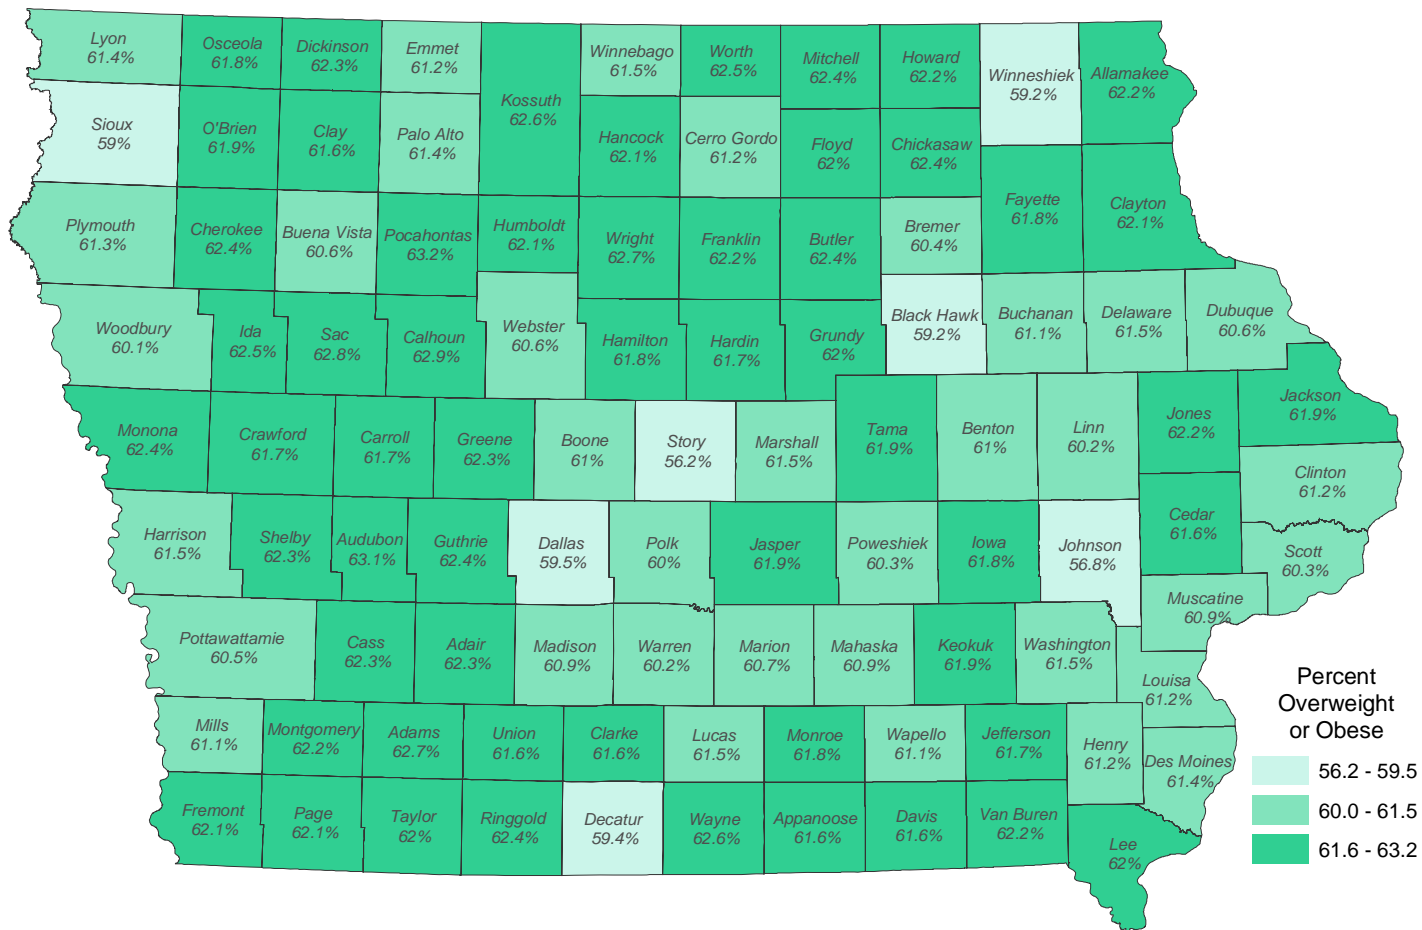 Lyon
61.4%
Osceola
61.8%
Dickinson
62.3%
Emmet
61.2%
Kossuth
62.6%
Winnebago
61.5%
Worth
62.5%
Mitchell
62.4%
Howard
62.2%
Winneshiek
59.2%
Allamakee
62.2%
Sioux
59%
O'Brien
61.9%
Clay
61.6%
Palo Alto
61.4%
Hancock
62.1%
Cerro Gordo
61.2%
Floyd
62%
Chickasaw
62.4%
Fayette
61.8%
Clayton
62.1%
Plymouth
61.3%
Cherokee
62.4%
Buena Vista
60.6%
Pocahontas
63.2%
Humboldt
62.1%
Wright
62.7%
Franklin
62.2%
Butler
62.4%
Bremer
60.4%
Woodbury
60.1%
Ida
62.5%
Sac
62.8%
Calhoun
62.9%
Webster
60.6%
Hamilton
61.8%
Hardin
61.7%
Grundy
62%
Black Hawk
59.2%
Buchanan
61.1%
Delaware
61.5%
Dubuque
60.6%
Monona
62.4%
Crawford
61.7%
Carroll
61.7%
Greene
62.3%
Boone
61%
Story
56.2%
Marshall
61.5%
Tama
61.9%
Benton
61%
Linn
60.2%
Jones
62.2%
Jackson
61.9%
Clinton
61.2%
Harrison
61.5%
Shelby
62.3%
Audubon
63.1%
Guthrie
62.4%
Dallas
59.5%
Polk
60%
Jasper
61.9%
Poweshiek
60.3%
Iowa
61.8%
Johnson
56.8%
Cedar
61.6%
Scott
60.3%
Muscatine
60.9%
Pottawattamie
60.5%
Cass
62.3%
Adair
62.3%
Madison
60.9%
Warren
60.2%
Marion
60.7%
Mahaska
60.9%
Keokuk
61.9%
Washington
61.5%
Louisa
61.2%
Mills
61.1%
Montgomery
62.2%
Adams
62.7%
Union
61.6%
Clarke
61.6%
Lucas
61.5%
Monroe
61.8%
Wapello
61.1%
Jefferson
61.7%
Henry
61.2%
Des Moines
61.4%
Fremont
62.1%
Page
62.1%
Taylor
62%
Ringgold
62.4%
Decatur
59.4%
Wayne
62.6%
Appanoose
61.6%
Davis
61.6%
Van Buren
62.2%
Lee
62%
Percent
Overweight
or Obese
56.2 - 59.5
60.0 - 61.5
61.6 - 63.2